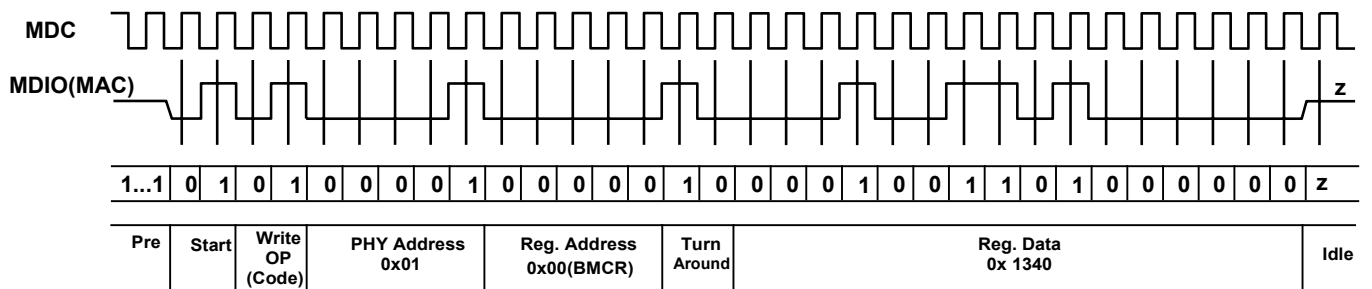 MDC
MDIO(MAC)
z
1...1 0 1 0 1 0 0 0 0 1 0 0 0 0 0 1 0 0 0 0 1 0 0 1 1 0 1 0 0 0 0 0 0 z
Pre Start Write OP (Code) PHY Address 0x01 Reg. Address 0x00(BMCR) Turn Around Reg. Data 0x 1340 Idle